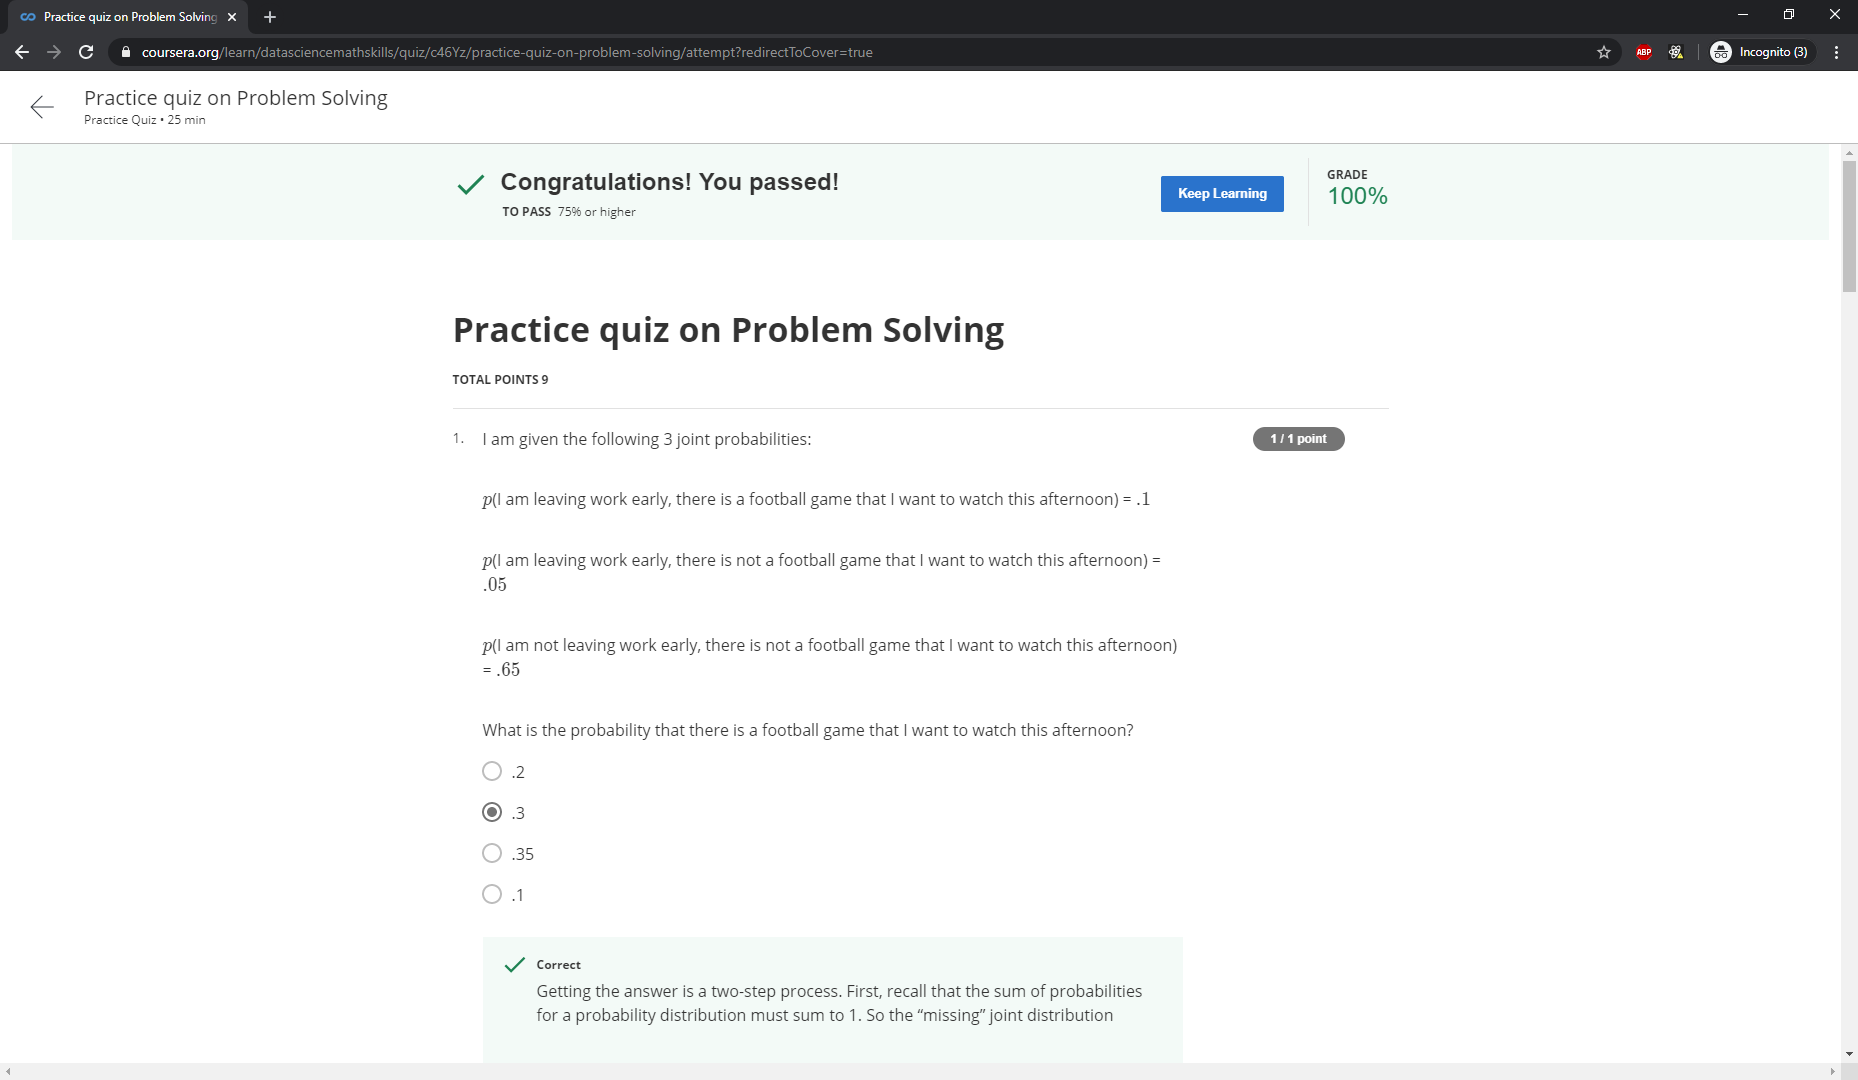 Practice quiz on Problem Solving
coursera.org/learn/datasciencemathskills/quiz/c46Yz/practice-quiz-on-problem-solving/attempt?redirectToCover=true
ABP
Incognito (3)
Practice quiz on Problem Solving
Practice Quiz • 25 min
Congratulations! You passed!
TO PASS 75% or higher
Keep Learning
GRADE
100%
Practice quiz on Problem Solving
TOTAL POINTS 9
1. I am given the following 3 joint probabilities:
1 / 1 point
p(I am leaving work early, there is a football game that I want to watch this afternoon) = .1
p(I am leaving work early, there is not a football game that I want to watch this afternoon) =
.05
p(I am not leaving work early, there is not a football game that I want to watch this afternoon)
= .65
What is the probability that there is a football game that I want to watch this afternoon?
.2
.3
.35
.1
Correct
Getting the answer is a two-step process. First, recall that the sum of probabilities
for a probability distribution must sum to 1. So the “missing” joint distribution